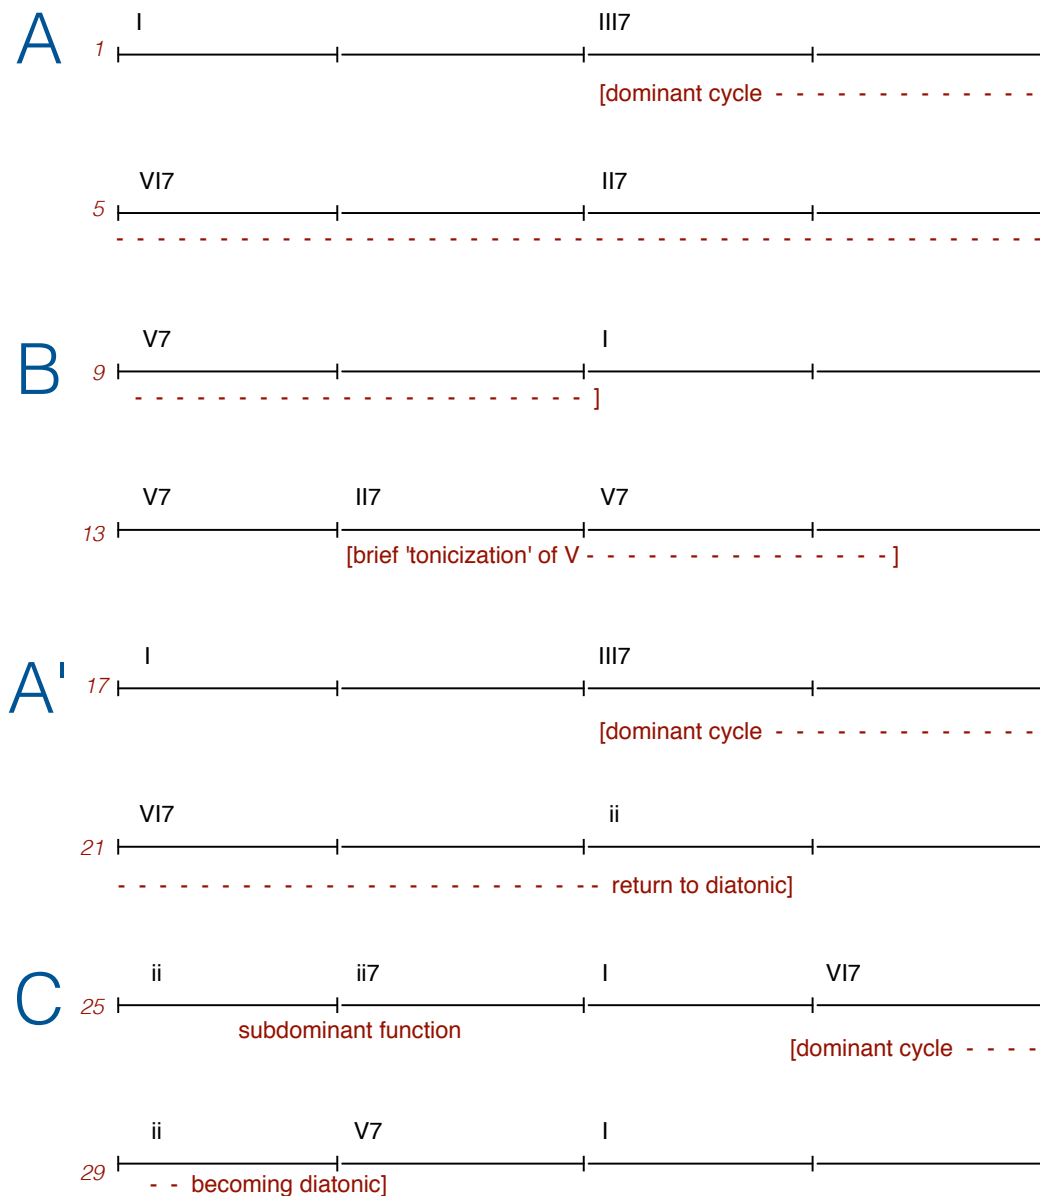 I III7
A 1
[dominant cycle - - - - - - - - - - - - -
VI7 II7
5
- - - - - - - - - - - - - - - - - - - - - - - - - - - - - - - - - - - - - - - - - - - - -
V7 I
B 9
- - - - - - - - - - - - - - - - - - - - - - ]
V7 II7 V7
13
[brief 'tonicization' of V - - - - - - - - - - - - - - - ]
I III7
A' 17
[dominant cycle - - - - - - - - - - - - -
VI7 ii
21
- - - - - - - - - - - - - - - - - - - - - - - - return to diatonic]
ii ii7 I VI7
C 25
subdominant function
[dominant cycle - - - -
ii V7 I
29
- - becoming diatonic]